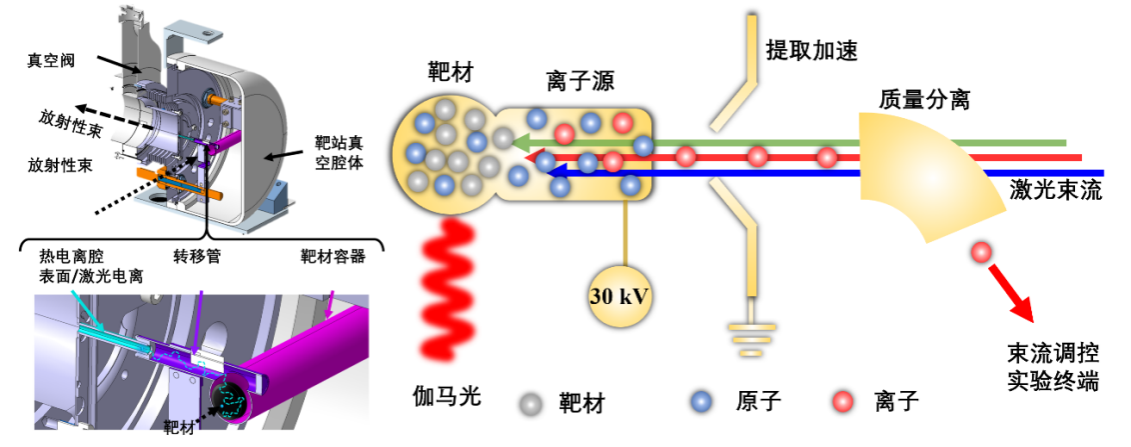 真空阀
放射性束
放射性束
靶站真
空腔体
热电离腔
表面/激光电离
转移管
靶材容器
靶材
靶材
离子源
提取加速
质量分离
激光束流
30 kV
束流调控
实验终端
伽马光
靶材
原子
离子